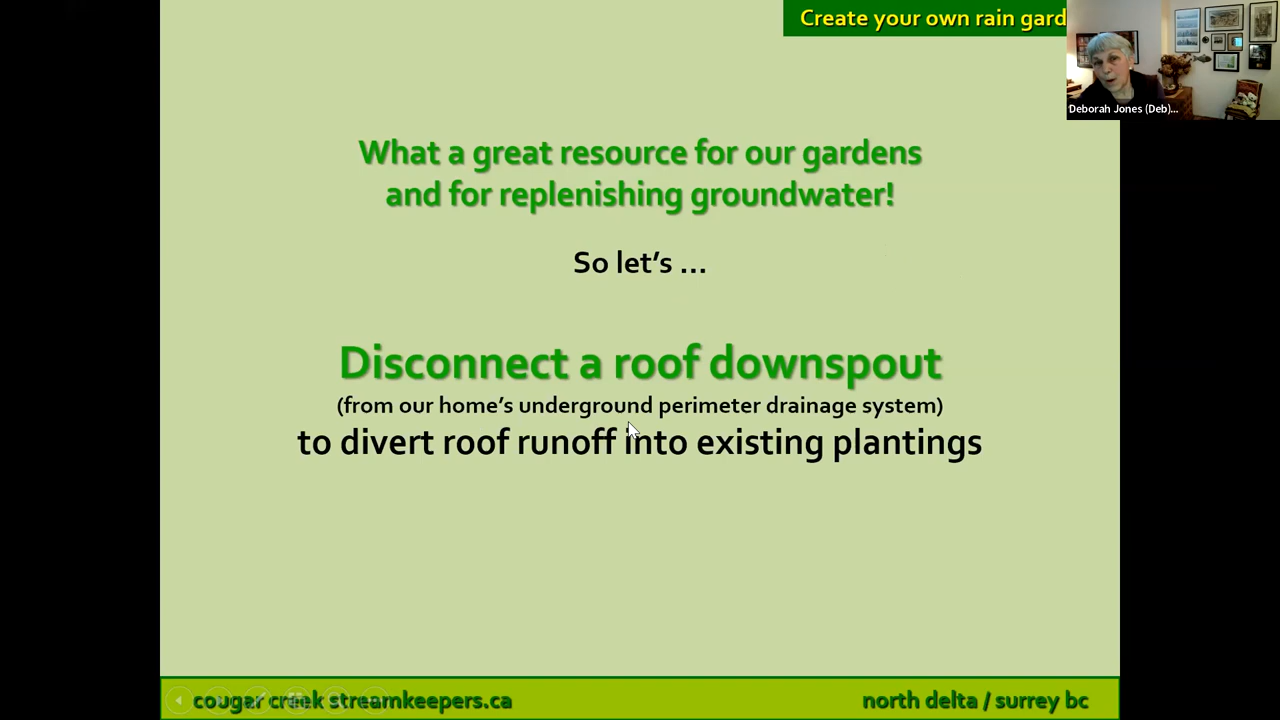 Create your own rain gard
Deborah Jones (Deb)...
What a great resource for our gardens
and for replenishing groundwater!
So let's ...
Disconnect a roof downspout
(from our home's underground perimeter drainage system)
to divert roof runoff into existing plantings
cougar creek streamkeepers.ca
north delta / surrey bc